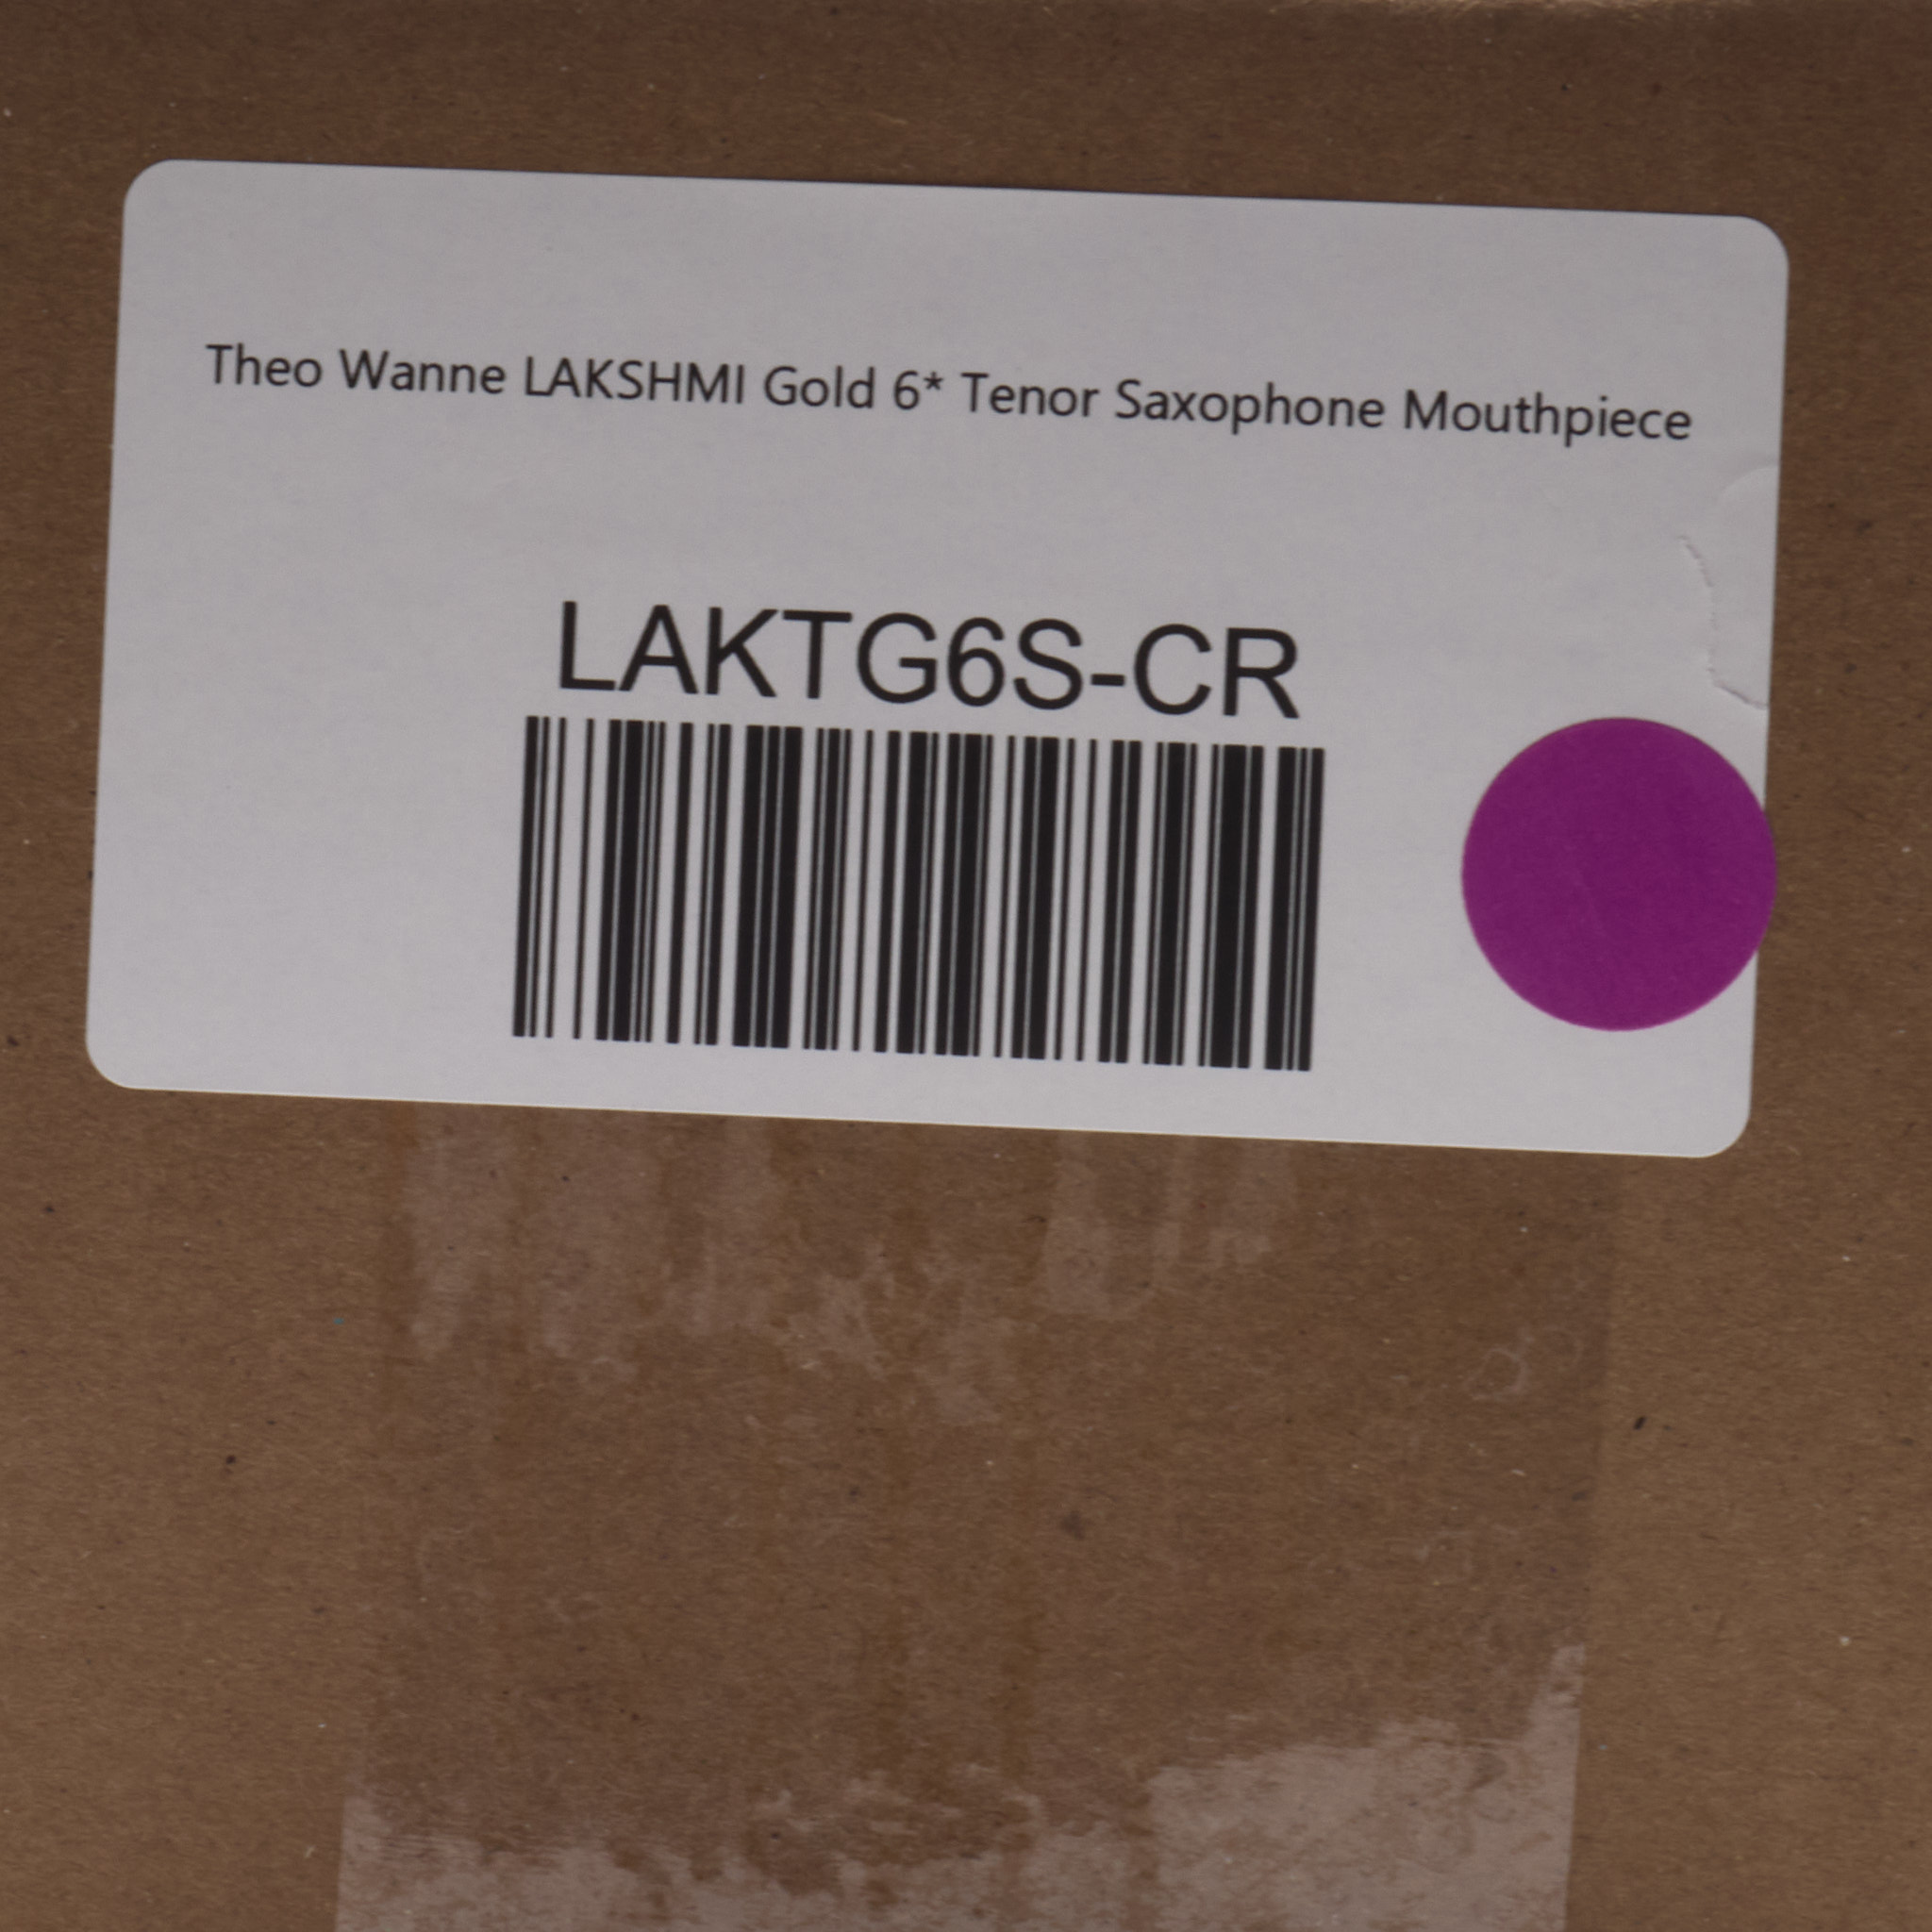 Theo Wanne LAKSHMI Gold 6* Tenor Saxophone Mouthpiece
LAKTG6S-CR